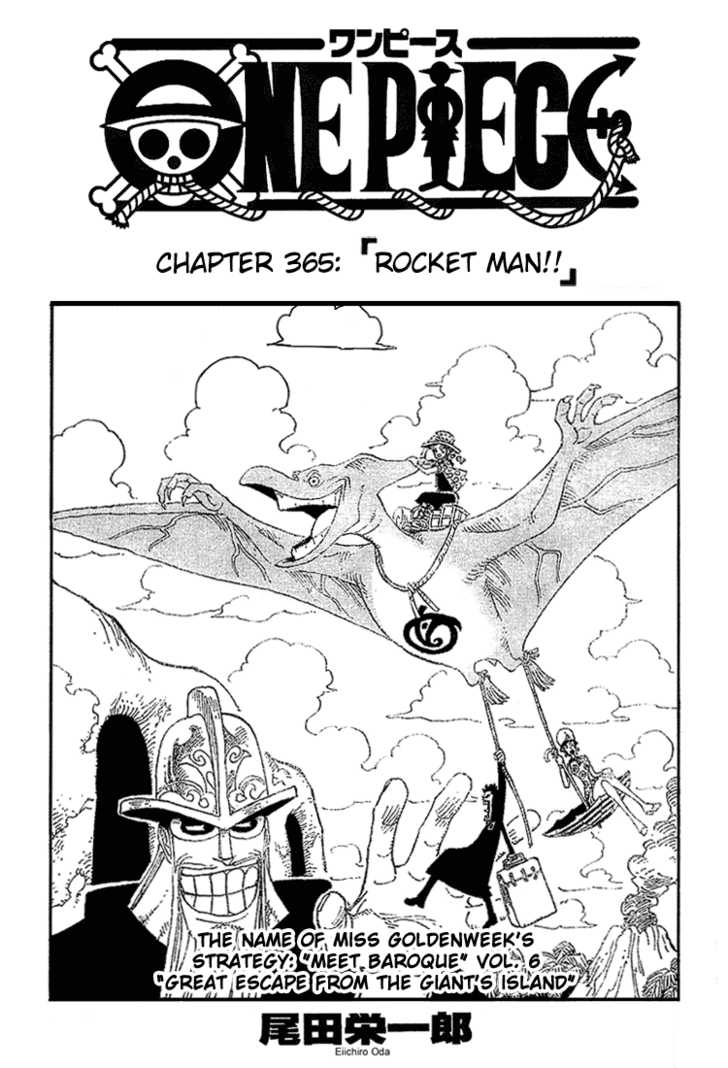 ワンピース
ONE PIECE
CHAPTER 365: 「ROCKET MAN!!」
THE NAME OF MISS GOLDENWEEK'S
STRATEGY: "MEET BAROQUE" VOL. 6
"GREAT ESCAPE FROM THE GIANT'S ISLAND"
尾田栄一郎
Eiichiro Oda